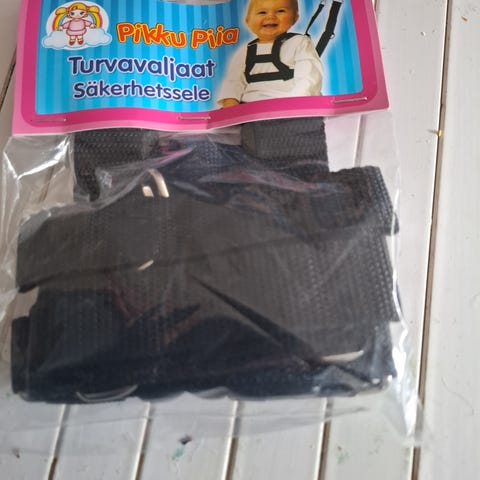 Pikku Piia
Turvavaljaat
Säkerhetssele